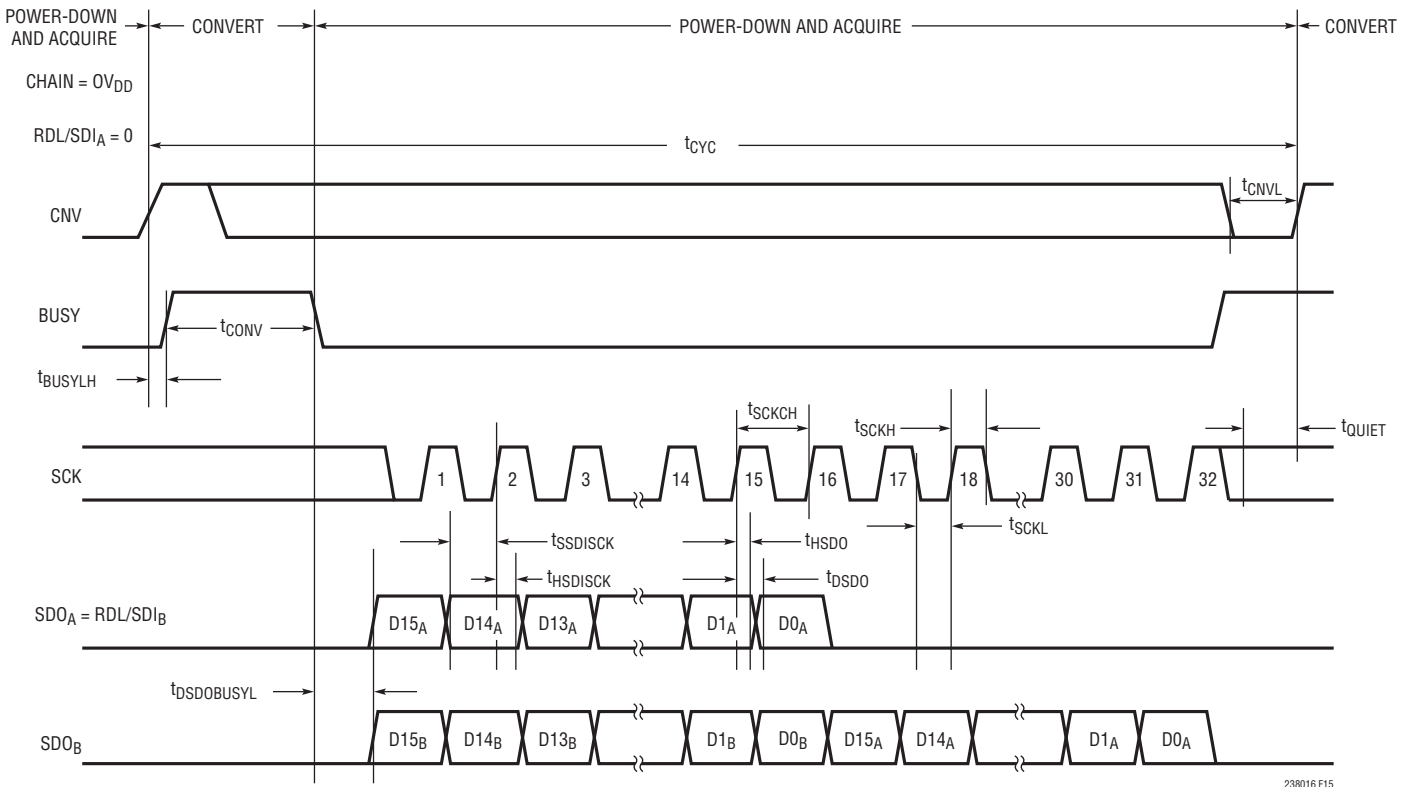 POWER-DOWN
AND ACQUIRE
CONVERT
POWER-DOWN AND ACQUIRE
CONVERT
CHAIN = OVDD
RDL/SDIA = 0
tCYC
CNV
tCNVL
BUSY
tCONV
tBUSYLH
tSCKCH
tSCKH
tQUIET
SCK
1 2 3 14 15 16 17 18 30 31 32
tSSDISCK
tHSDO
tSCKL
tHSDISCK
tDSDO
SDOA = RDL/SDIB
D15A D14A D13A D1A D0A
tDSDOBUSYL
SDOB
D15B D14B D13B D1B D0B D15A D14A D1A D0A
238016 F15